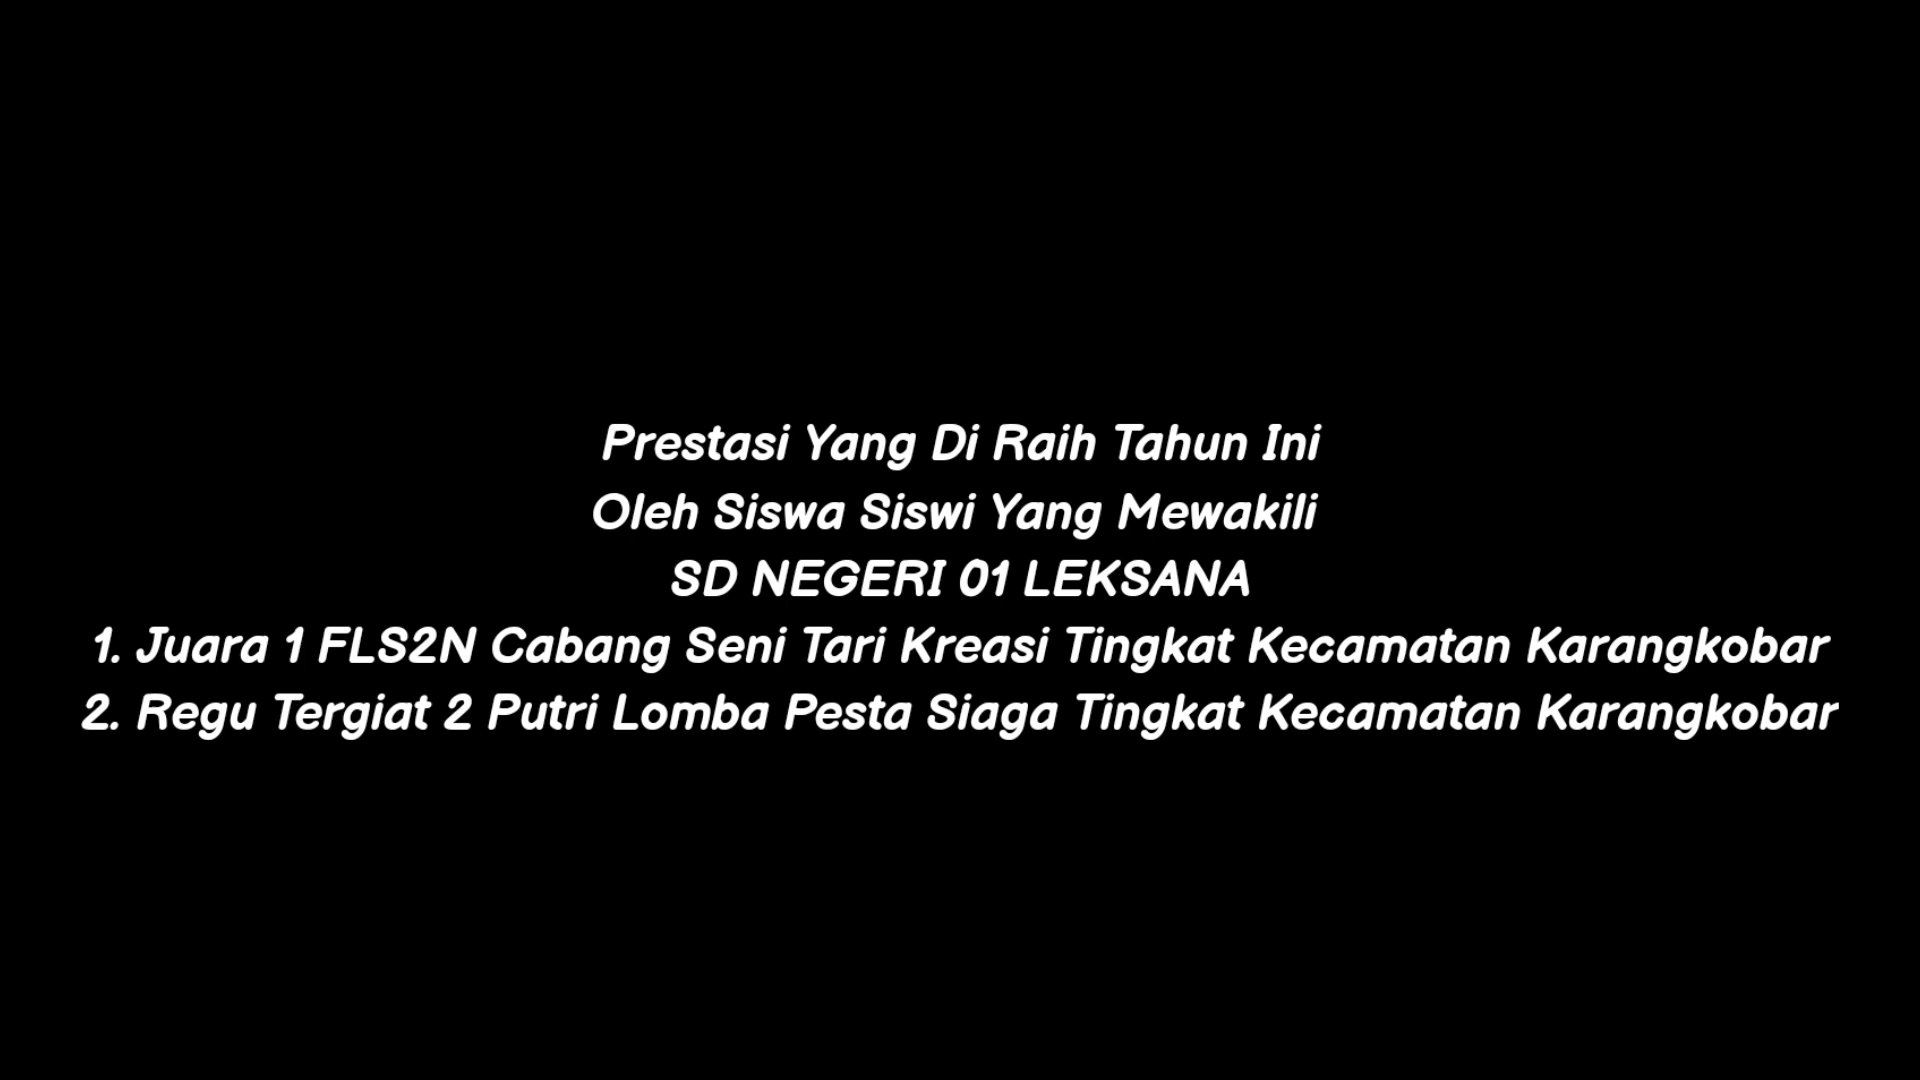 Prestasi Yang Di Raih Tahun Ini
Oleh Siswa Siswi Yang Mewakili
SD NEGERI 01 LEKSANA
1. Juara 1 FLS2N Cabang Seni Tari Kreasi Tingkat Kecamatan Karangkobar
2. Regu Tergiat 2 Putri Lomba Pesta Siaga Tingkat Kecamatan Karangkobar